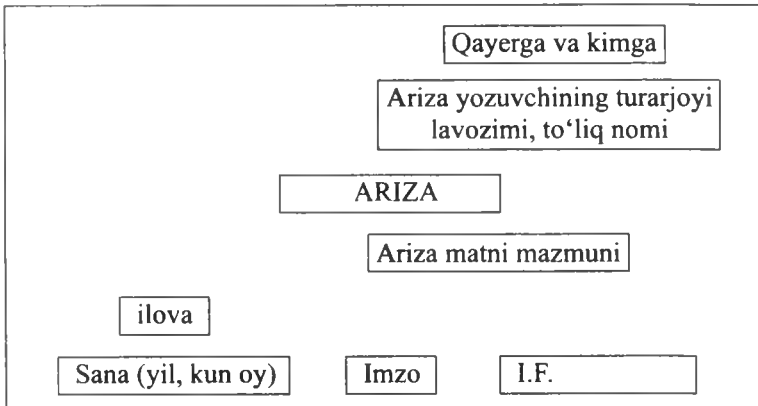 Qayerga va kimga
Ariza yozuvchining turarjoyi
lavozimi, to‘liq nomi
ARIZA
Ariza matni mazmuni
ilova
Sana (yil, kun oy) Imzo I.F.